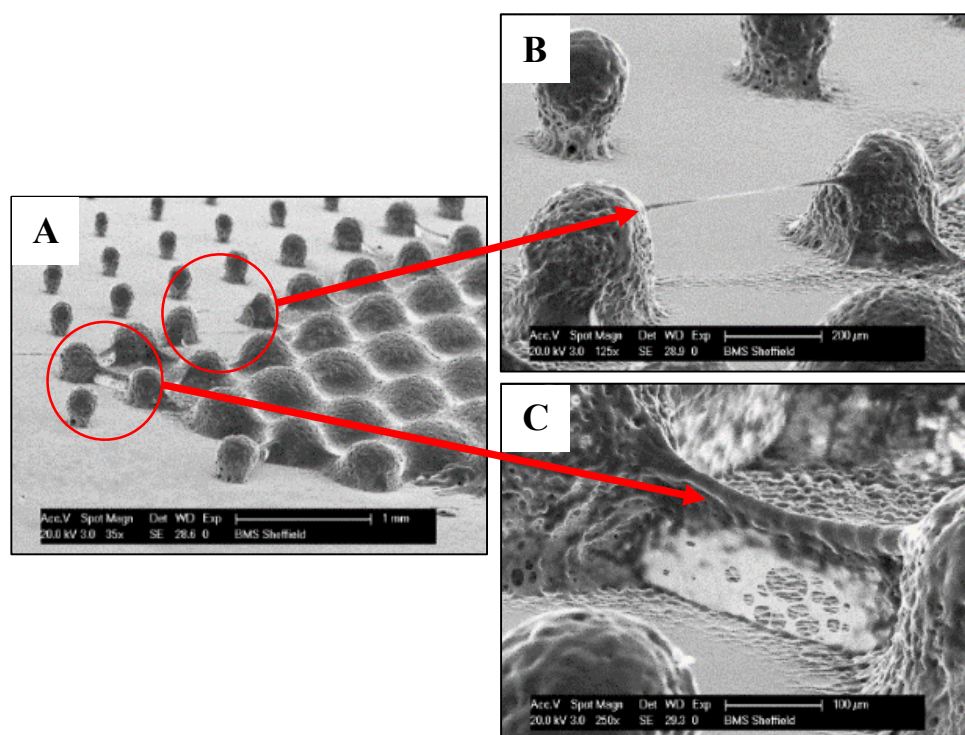 A
Acc.V Spot Magn Det WD Exp 1 mm
20.0 kV 3.0 35x SE 28.6 0 BMS Sheffield
B
Acc.V Spot Magn Det WD Exp 200 µm
20.0 kV 3.0 125x SE 28.9 0 BMS Sheffield
C
Acc.V Spot Magn Det WD Exp 100 µm
20.0 kV 3.0 250x SE 29.3 0 BMS Sheffield